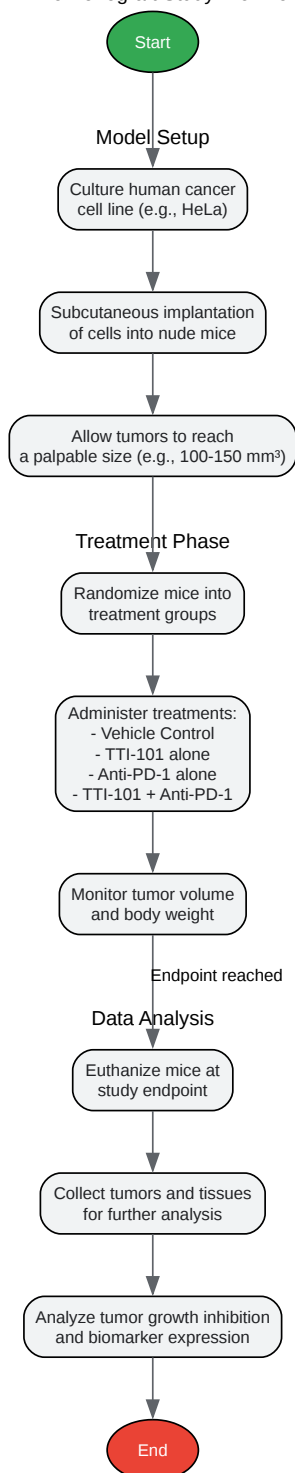 Start
Model Setup
Culture human cancer
cell line (e.g., HeLa)
Subcutaneous implantation
of cells into nude mice
Allow tumors to reach
a palpable size (e.g., 100-150 mm³)
Treatment Phase
Randomize mice into
treatment groups
Administer treatments:
- Vehicle Control
- TTI-101 alone
- Anti-PD-1 alone
- TTI-101 + Anti-PD-1
Monitor tumor volume
and body weight
Endpoint reached
Data Analysis
Euthanize mice at
study endpoint
Collect tumors and tissues
for further analysis
Analyze tumor growth inhibition
and biomarker expression
End